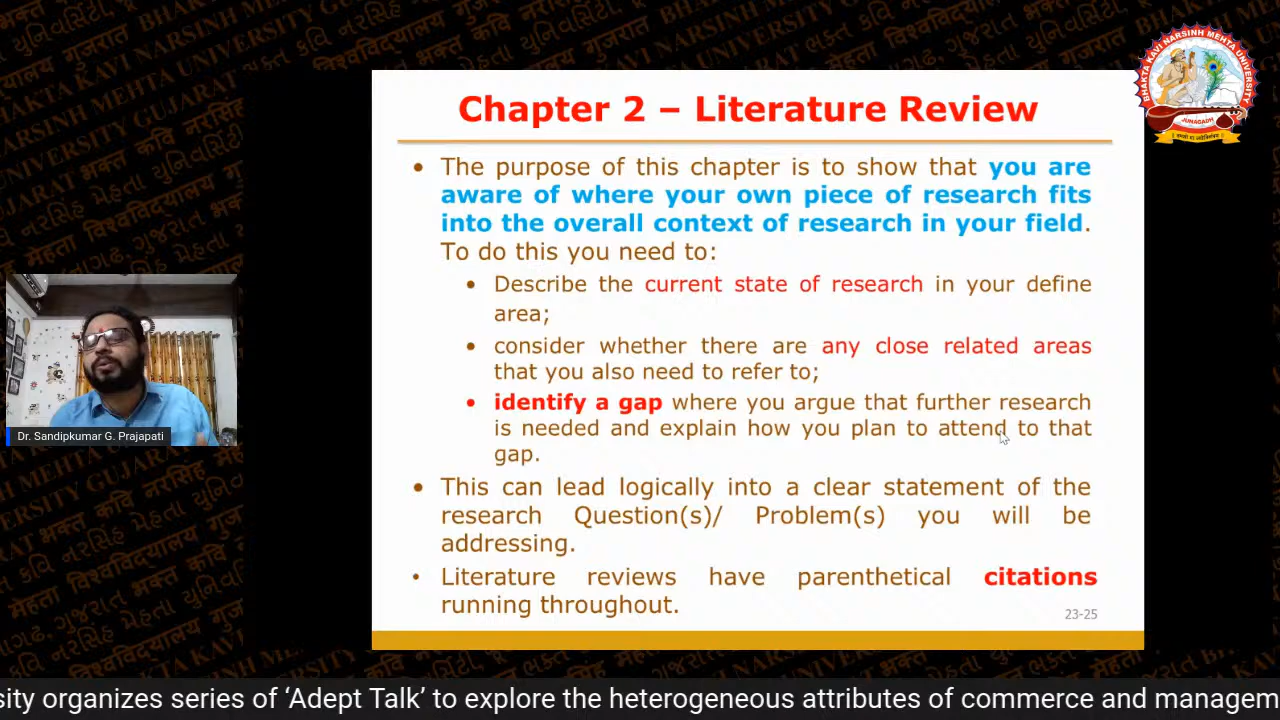 Chapter 2 – Literature Review
• The purpose of this chapter is to show that you are
aware of where your own piece of research fits
into the overall context of research in your field.
To do this you need to:
• Describe the current state of research in your define
area;
• consider whether there are any close related areas
that you also need to refer to;
• identify a gap where you argue that further research
is needed and explain how you plan to attend to that
gap.
• This can lead logically into a clear statement of the
research Question(s)/ Problem(s) you will be
addressing.
• Literature reviews have parenthetical citations
running throughout.
23-25
Dr. Sandipkumar G. Prajapati
BHAKTA KAVI NARSINH MEHTA UNIVERSITY
JUNAGADH
sity organizes series of ‘Adept Talk’ to explore the heterogeneous attributes of commerce and managem